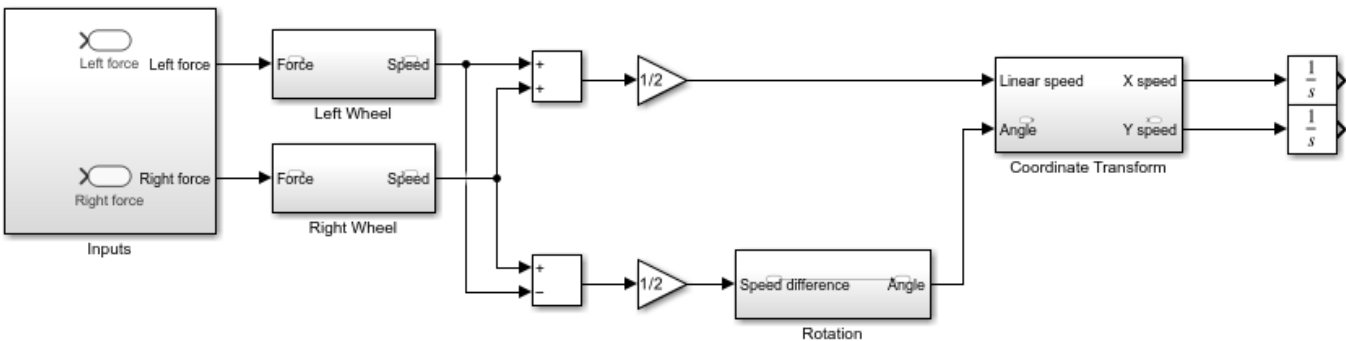 Left force
Left force
Right force
Right force
Inputs
Force
Speed
Left Wheel
Force
Speed
Right Wheel
+
+
1/2
+
−
1/2
Speed difference
Angle
Rotation
Linear speed
X speed
Angle
Y speed
Coordinate Transform
1
s
1
s